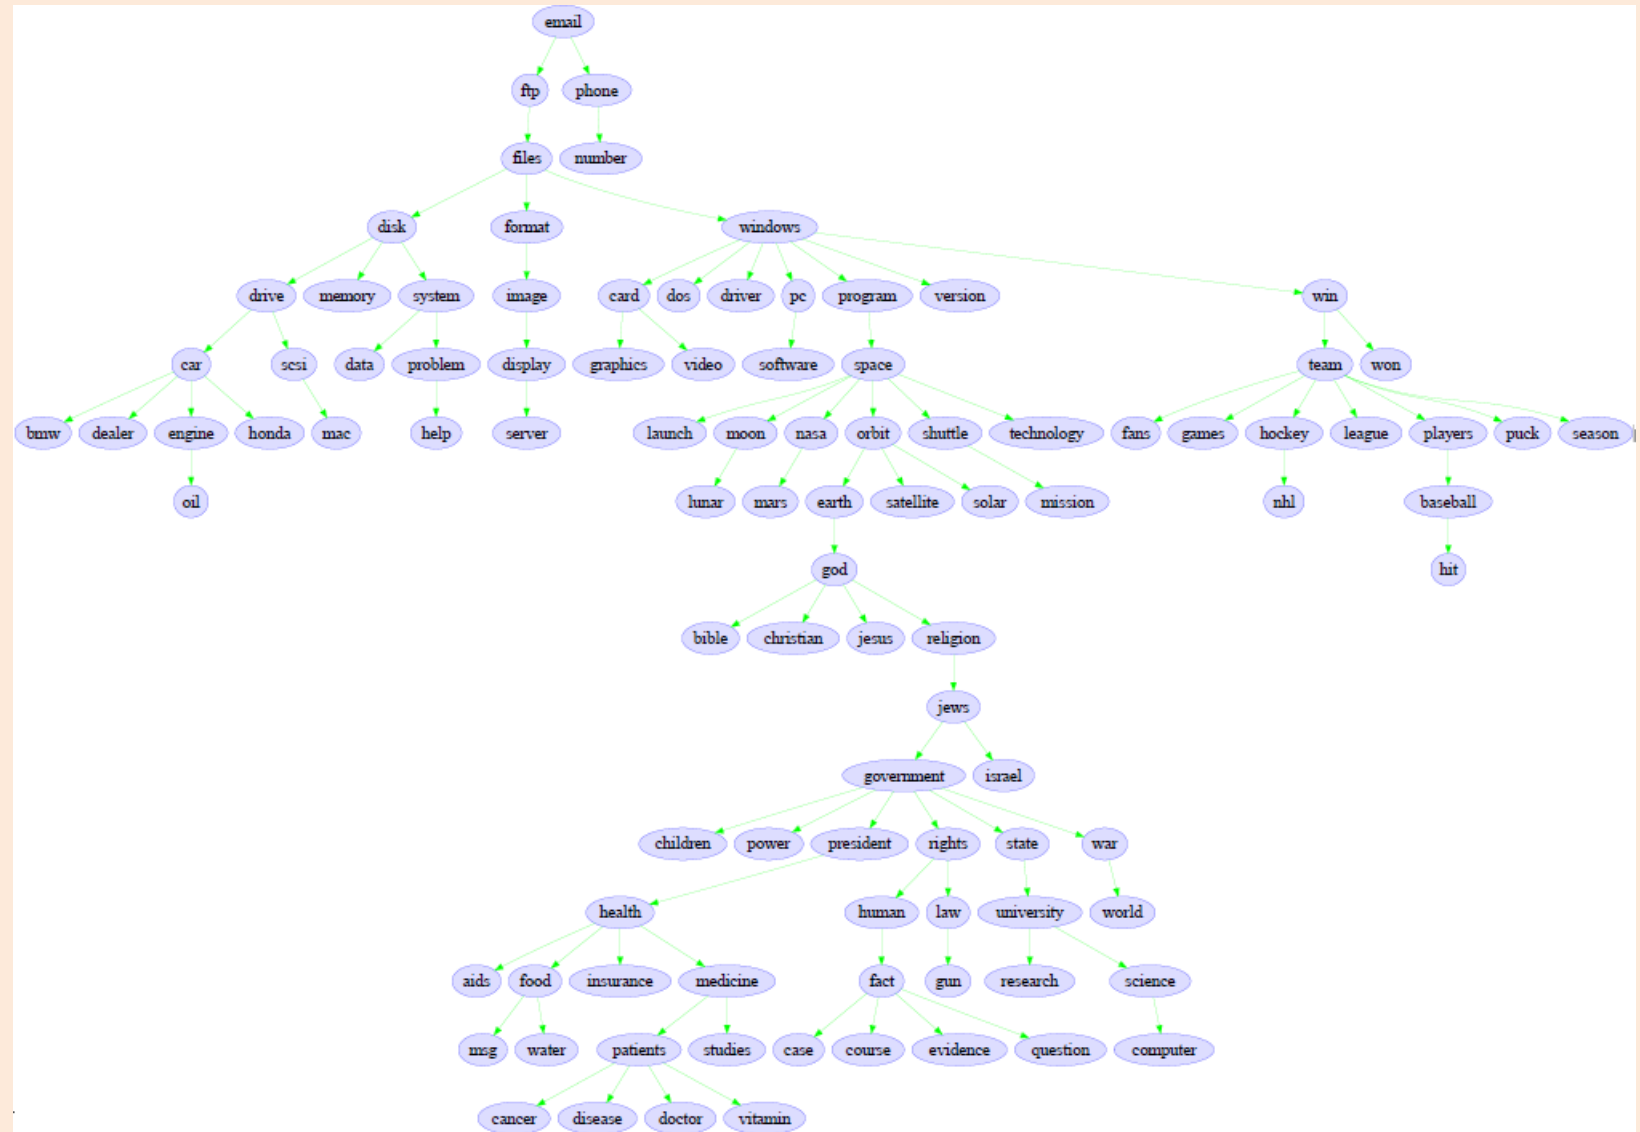 email
ftp phone
files number
disk format windows
drive memory system image card dos driver pc program version win
car scsi data problem display graphics video software space team won
bmw dealer engine honda mac help server launch moon nasa orbit shuttle technology fans games hockey league players puck season
oil lunar mars earth satellite solar mission nhl baseball
god hit
bible christian jesus religion
jews
government israel
children power president rights state war
health human law university world
aids food insurance medicine fact gun research science
msg water patients studies case course evidence question computer
cancer disease doctor vitamin